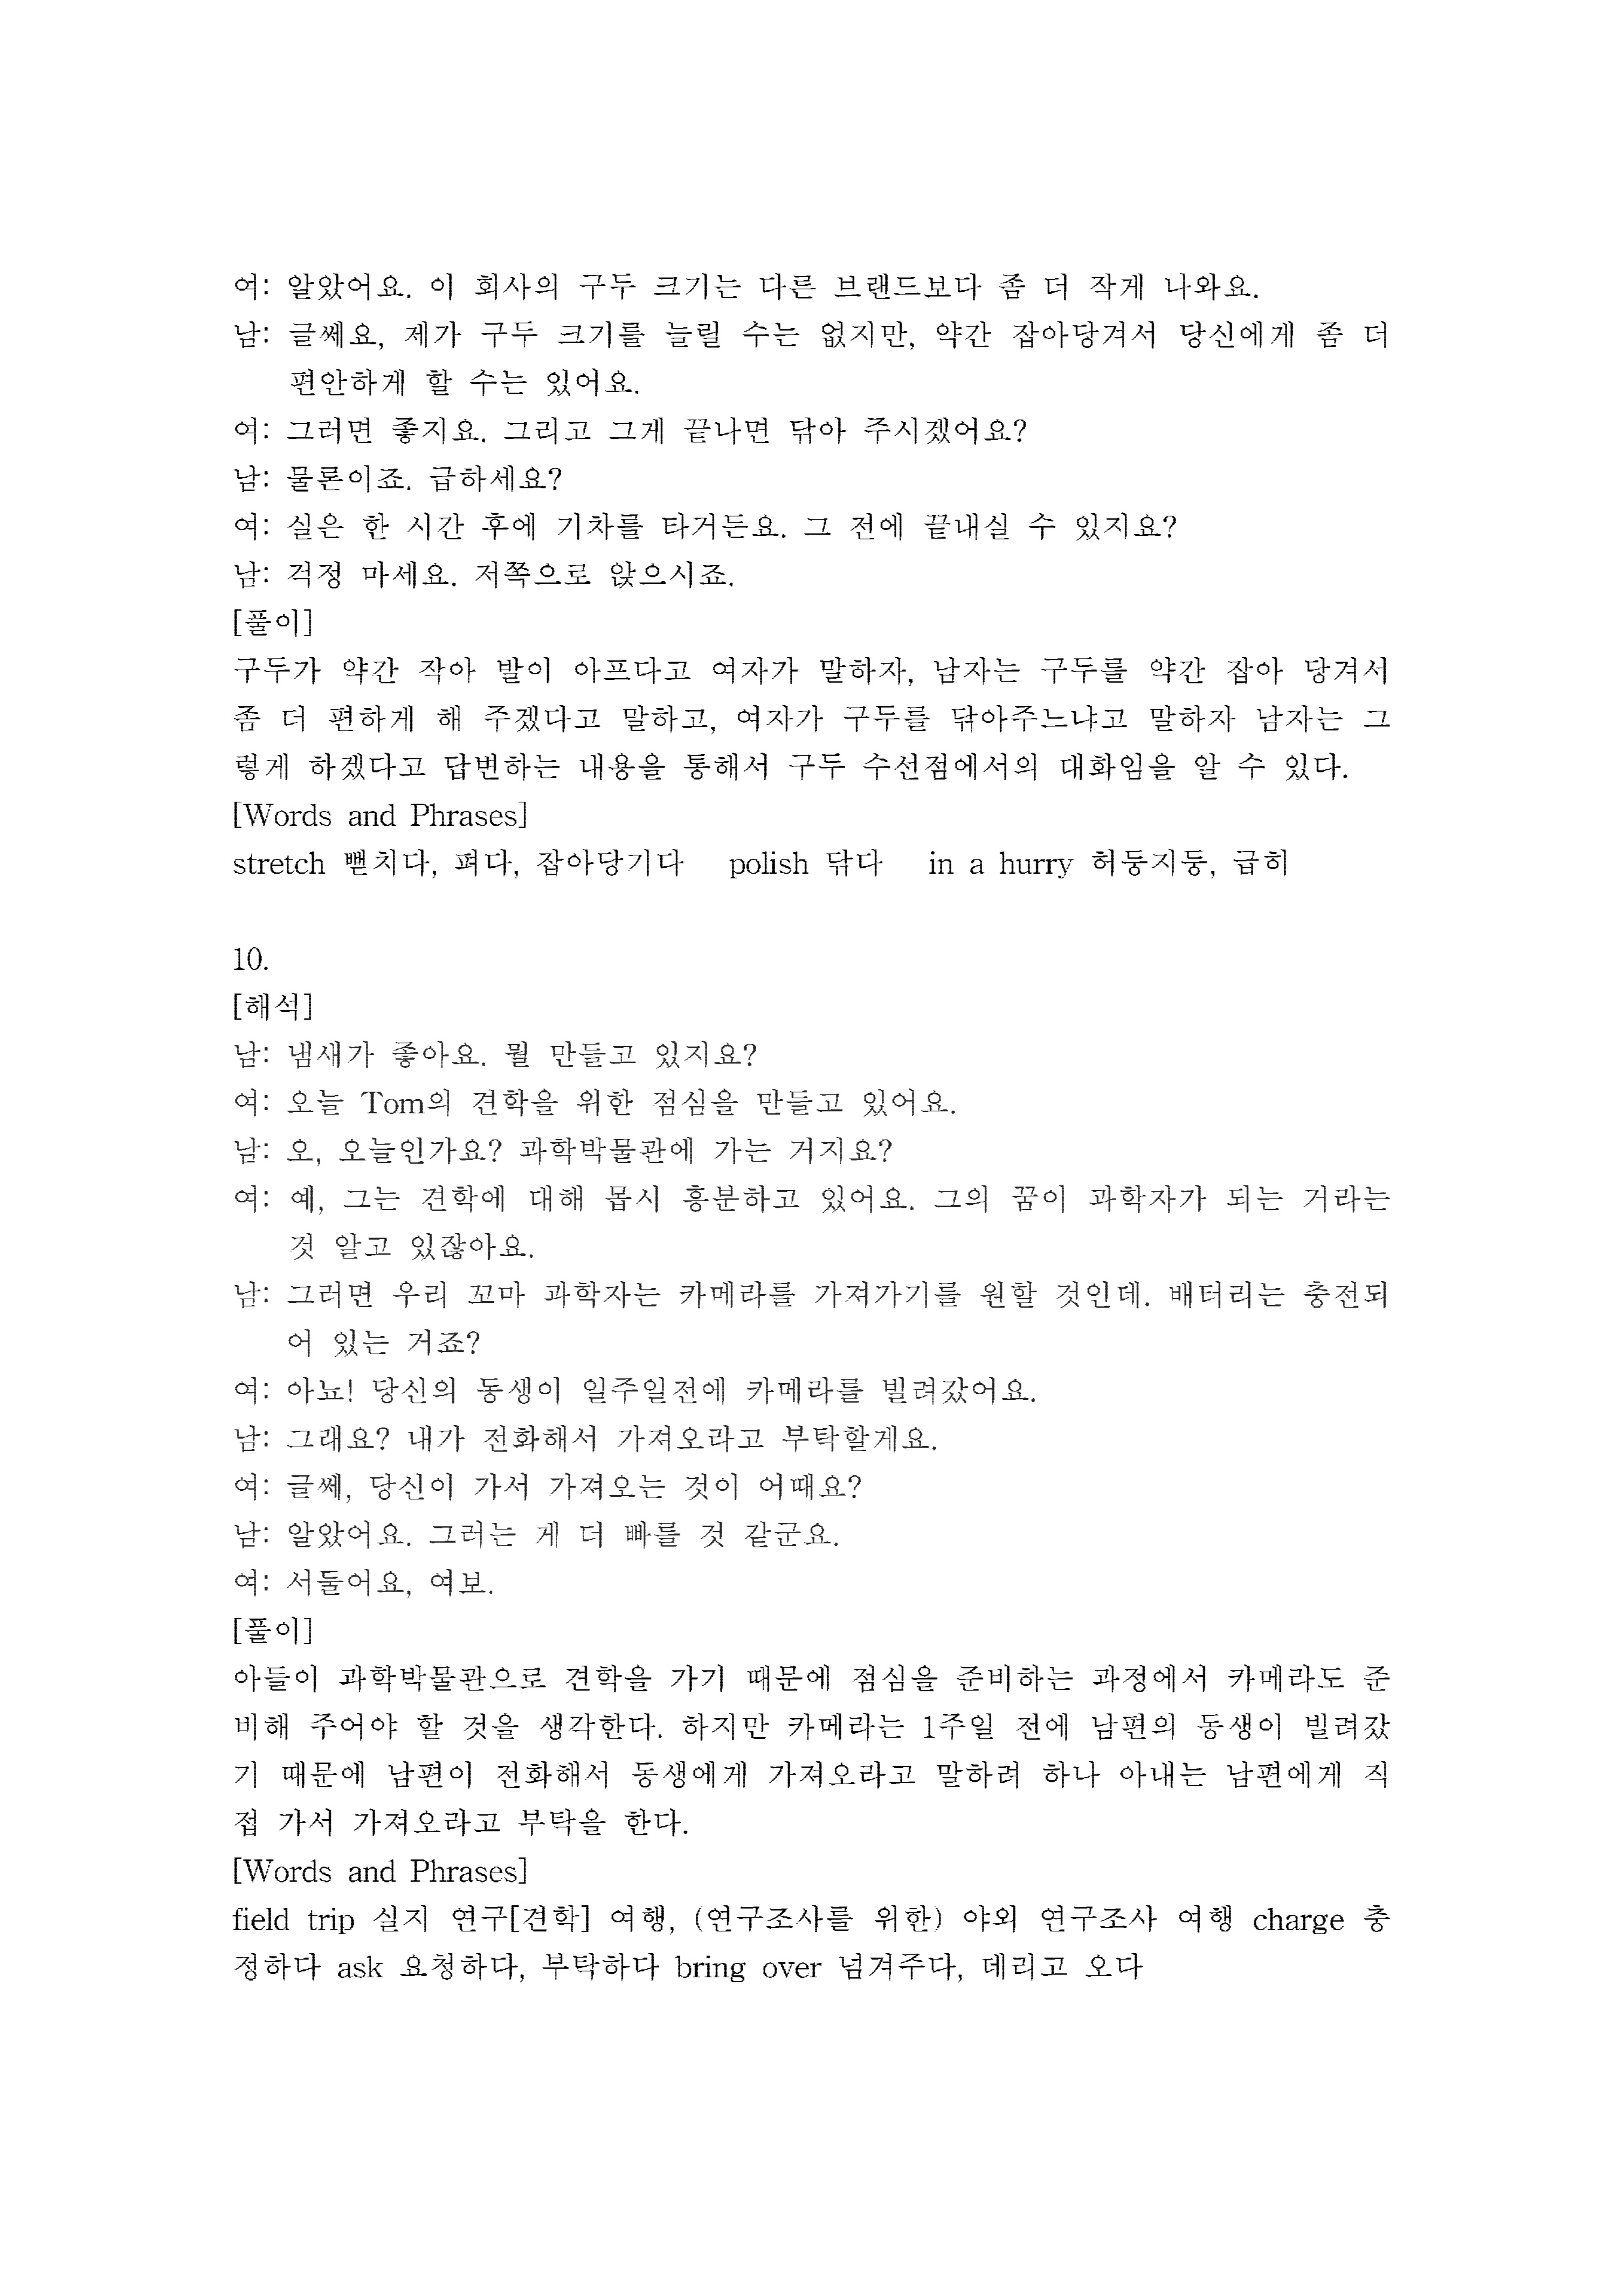 여: 알았어요. 이 회사의 구두 크기는 다른 브랜드보다 좀 더 작게 나와요.
남: 글쎄요, 제가 구두 크기를 늘릴 수는 없지만, 약간 잡아당겨서 당신에게 좀 더
편안하게 할 수는 있어요.
여: 그러면 좋지요. 그리고 그게 끝나면 닦아 주시겠어요?
남: 물론이죠. 급하세요?
여: 실은 한 시간 후에 기차를 타거든요. 그 전에 끝내실 수 있지요?
남: 걱정 마세요. 저쪽으로 앉으시죠.
[풀이]
구두가 약간 작아 발이 아프다고 여자가 말하자, 남자는 구두를 약간 잡아 당겨서
좀 더 편하게 해 주겠다고 말하고, 여자가 구두를 닦아주느냐고 말하자 남자는 그
렇게 하겠다고 답변하는 내용을 통해서 구두 수선점에서의 대화임을 알 수 있다.
[Words and Phrases]
stretch 뻗치다, 펴다, 잡아당기다 polish 닦다 in a hurry 허둥지둥, 급히
10.
[해석]
남: 냄새가 좋아요. 뭘 만들고 있지요?
여: 오늘 Tom의 견학을 위한 점심을 만들고 있어요.
남: 오, 오늘인가요? 과학박물관에 가는 거지요?
여: 예, 그는 견학에 대해 몹시 흥분하고 있어요. 그의 꿈이 과학자가 되는 거라는
것 알고 있잖아요.
남: 그러면 우리 꼬마 과학자는 카메라를 가져가기를 원할 것인데. 배터리는 충전되
어 있는 거죠?
여: 아뇨! 당신의 동생이 일주일전에 카메라를 빌려갔어요.
남: 그래요? 내가 전화해서 가져오라고 부탁할게요.
여: 글쎄, 당신이 가서 가져오는 것이 어때요?
남: 알았어요. 그러는 게 더 빠를 것 같군요.
여: 서둘어요, 여보.
[풀이]
아들이 과학박물관으로 견학을 가기 때문에 점심을 준비하는 과정에서 카메라도 준
비해 주어야 할 것을 생각한다. 하지만 카메라는 1주일 전에 남편의 동생이 빌려갔
기 때문에 남편이 전화해서 동생에게 가져오라고 말하려 하나 아내는 남편에게 직
접 가서 가져오라고 부탁을 한다.
[Words and Phrases]
field trip 실지 연구[견학] 여행, (연구조사를 위한) 야외 연구조사 여행 charge 충
정하다 ask 요청하다, 부탁하다 bring over 넘겨주다, 데리고 오다